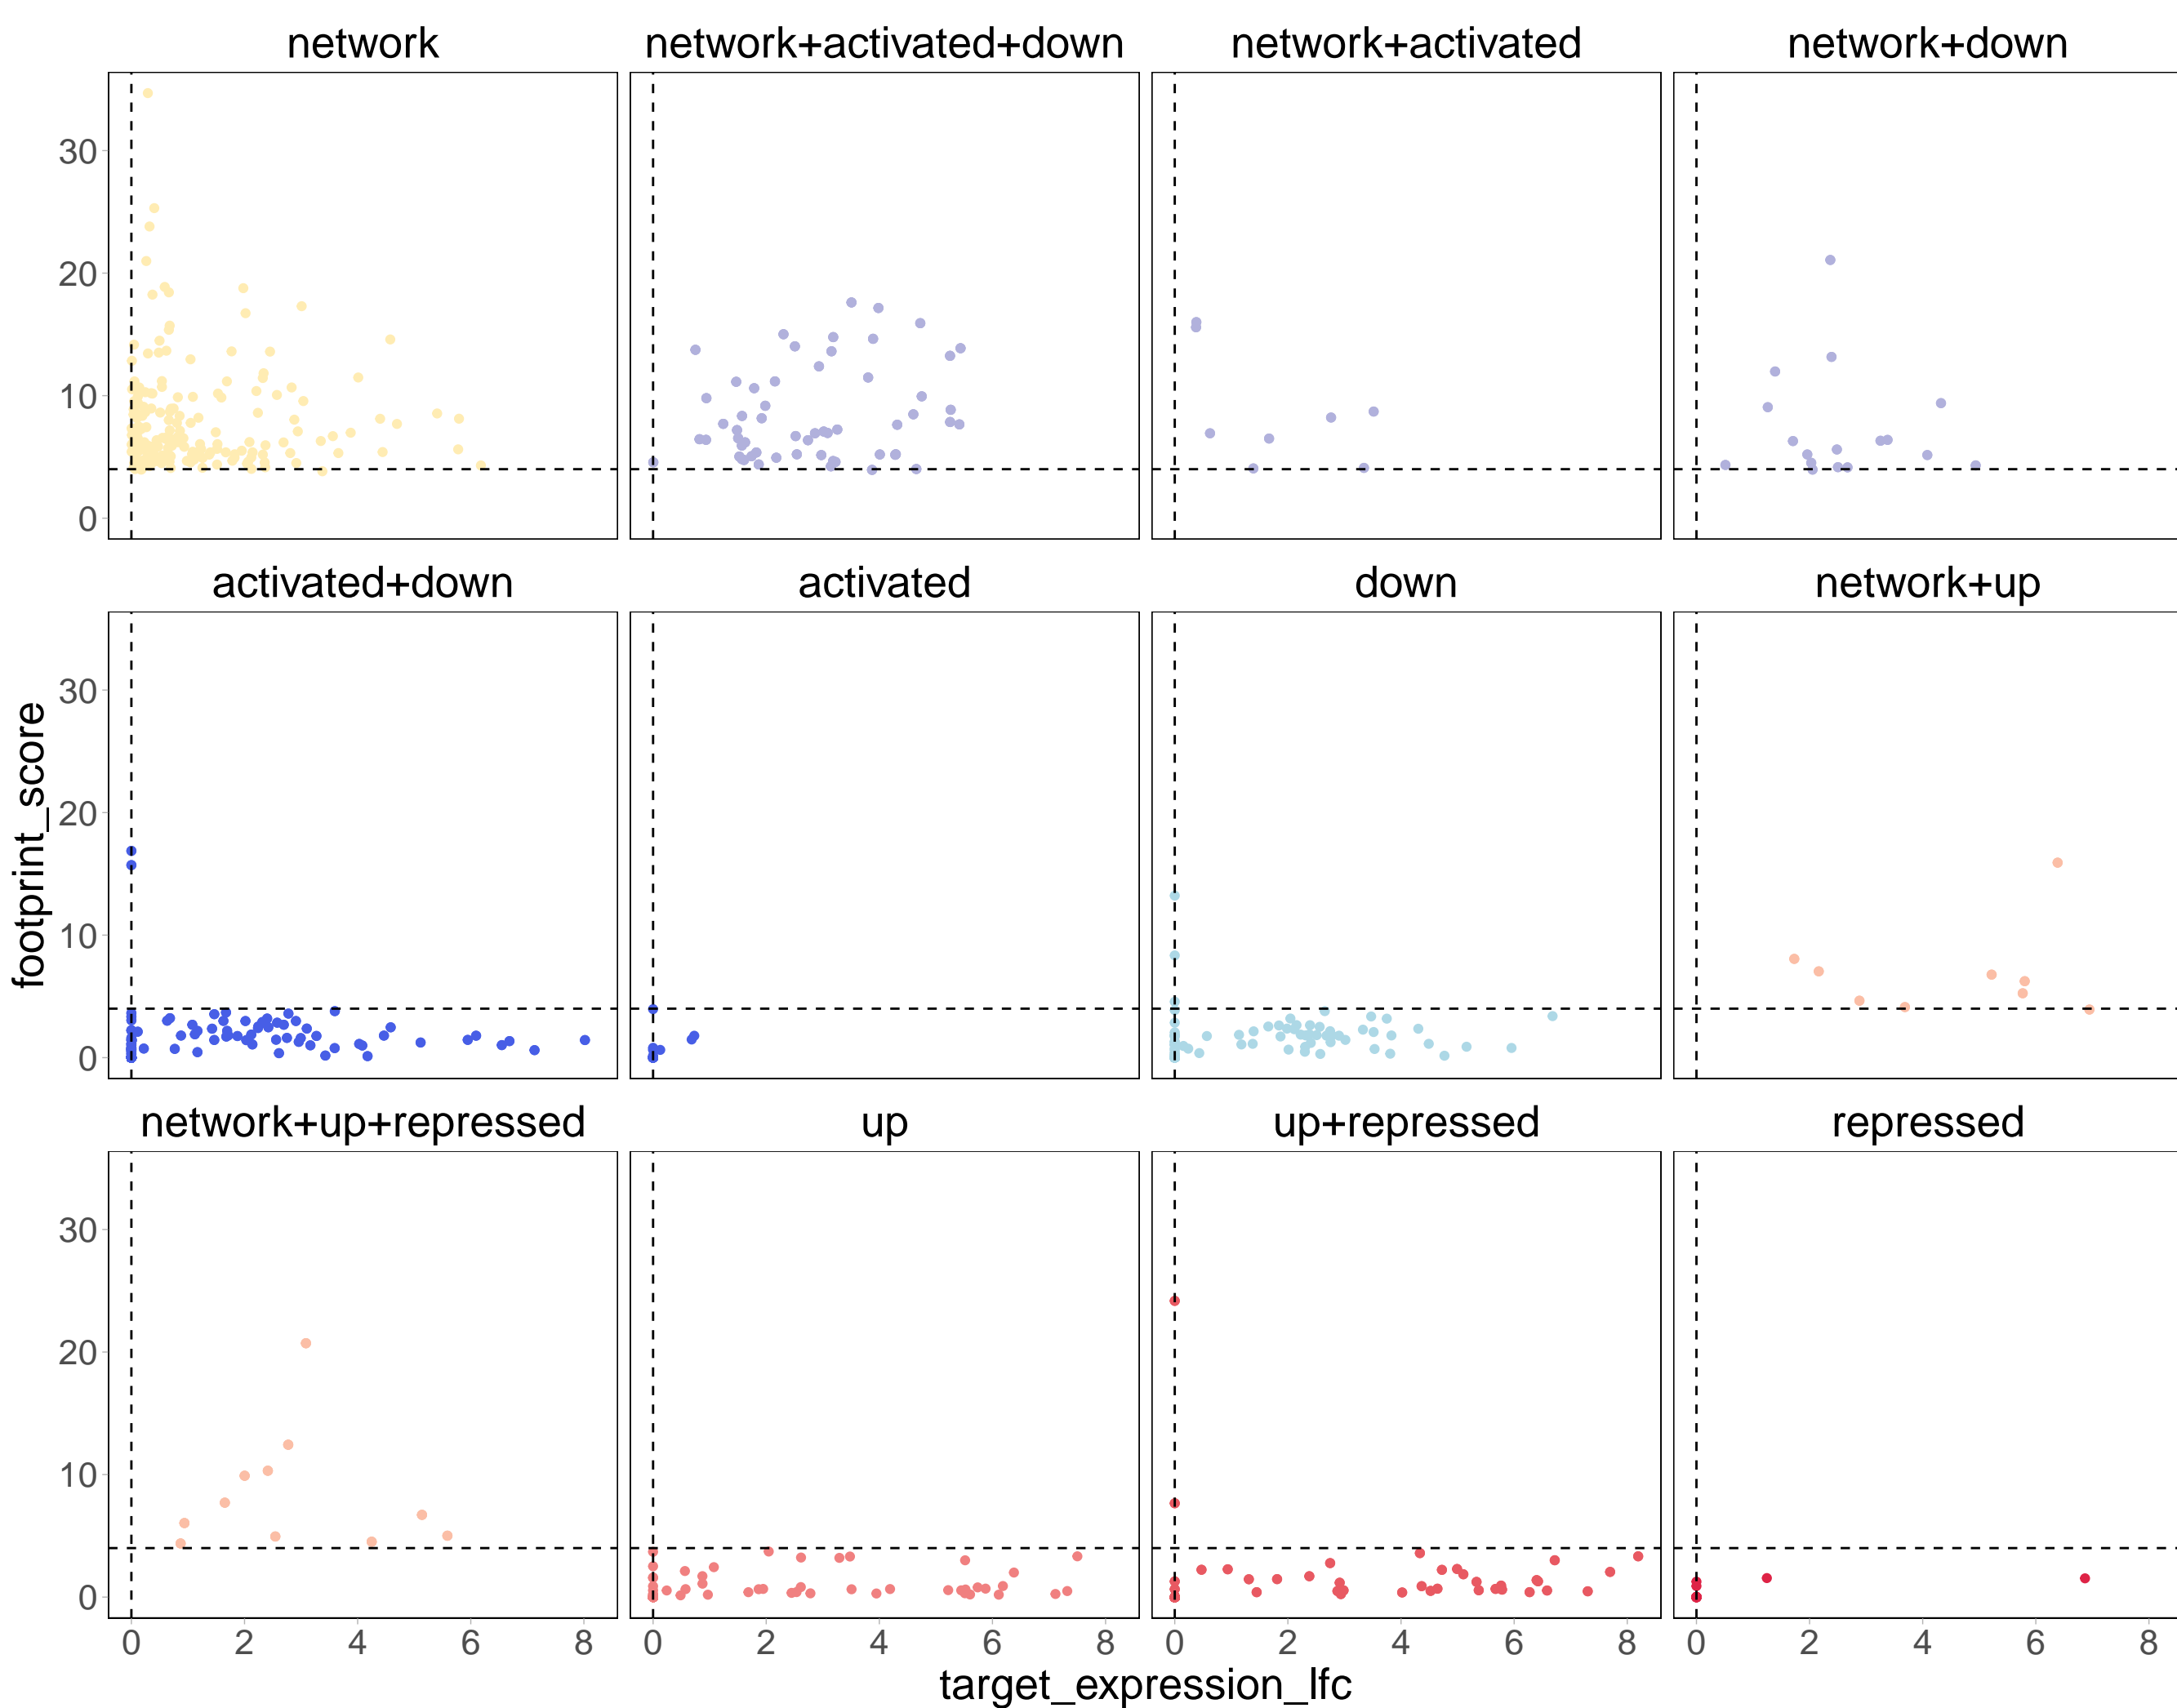 network network+activated+down network+activated network+down
30
20
10
0
activated+down activated down network+up
30
20
10
0
footprint_score
network+up+repressed up up+repressed repressed
30
20
10
0
0 2 4 6 8 0 2 4 6 8 0 2 4 6 8 0 2 4 6 8
target_expression_lfc